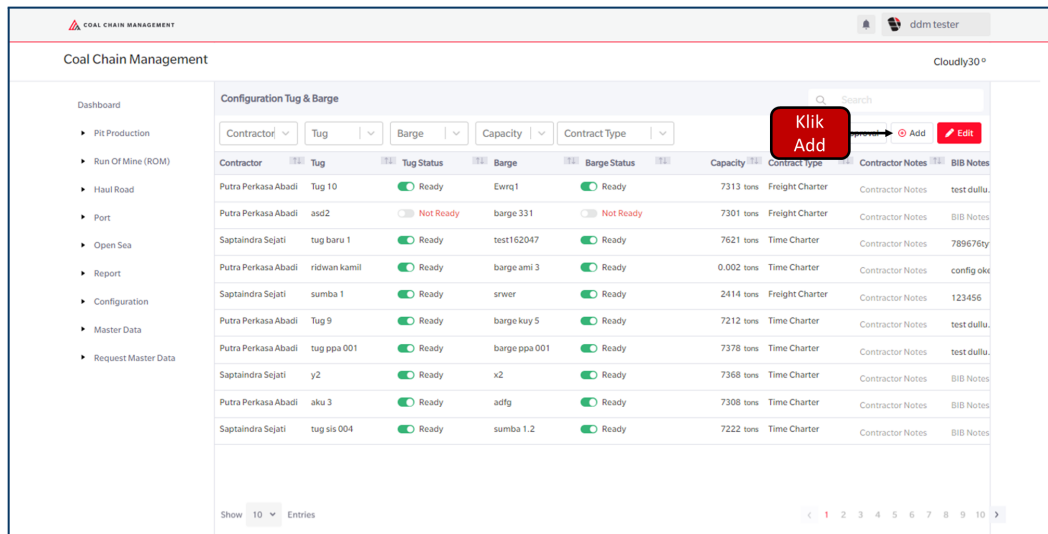 COAL CHAIN MANAGEMENT
ddm tester
Coal Chain Management
Cloudly30°
Dashboard
Pit Production
Run Of Mine (ROM)
Haul Road
Port
Open Sea
Report
Configuration
Master Data
Request Master Data
Configuration Tug & Barge
Search
Contractor Tug Barge Capacity Contract Type
Klik
Add
Add Edit
Contractor Tug Tug Status Barge Barge Status Capacity Contract Type Contractor Notes BIB Notes
Putra Perkasa Abadi Tug 10 Ready Ewrq1 Ready 7313 tons Freight Charter Contractor Notes test dullu.
Putra Perkasa Abadi asd2 Not Ready barge 331 Not Ready 7301 tons Freight Charter Contractor Notes BIB Notes
Saptaindra Sejati tug baru 1 Ready test162047 Ready 7621 tons Time Charter Contractor Notes 789676ty
Putra Perkasa Abadi ridwan kamil Ready barge ami 3 Ready 0.002 tons Time Charter Contractor Notes config oke
Saptaindra Sejati sumba 1 Ready srwer Ready 2414 tons Freight Charter Contractor Notes 123456
Putra Perkasa Abadi Tug 9 Ready barge kuy 5 Ready 7212 tons Time Charter Contractor Notes test dullu.
Putra Perkasa Abadi tug ppa 001 Ready barge ppa 001 Ready 7378 tons Time Charter Contractor Notes test dullu.
Saptaindra Sejati y2 Ready x2 Ready 7368 tons Time Charter Contractor Notes BIB Notes
Putra Perkasa Abadi aku 3 Ready adfg Ready 7308 tons Time Charter Contractor Notes BIB Notes
Saptaindra Sejati tug sis 004 Ready sumba 1.2 Ready 7222 tons Time Charter Contractor Notes BIB Notes
Show 10 Entries
1 2 3 4 5 6 7 8 9 10